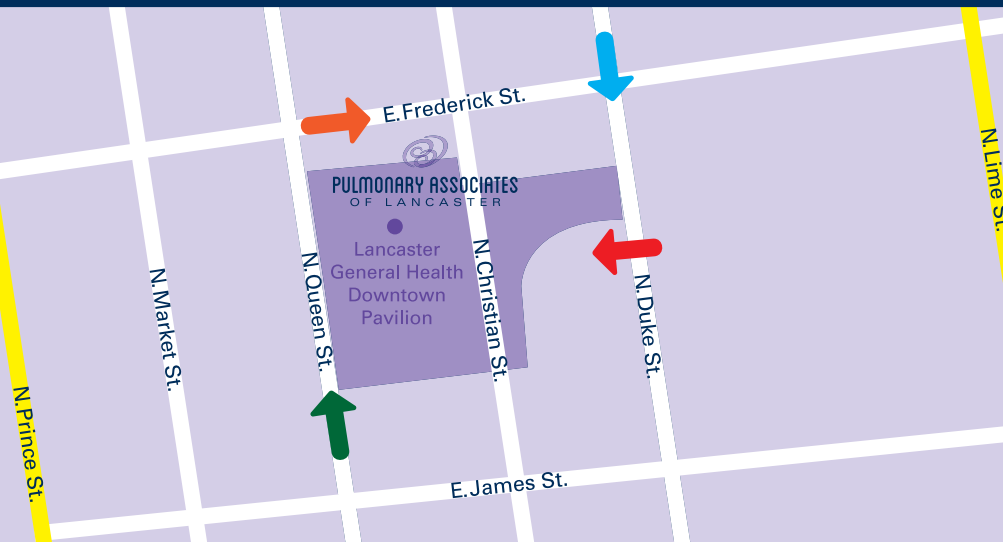 E. Frederick St.
N. Lime St.
PULMONARY ASSOCIATES
OF LANCASTER
Lancaster
General Health
Downtown
Pavilion
N. Market St.
N. Queen St.
N. Christian St.
N. Duke St.
N. Prince St.
E. James St.